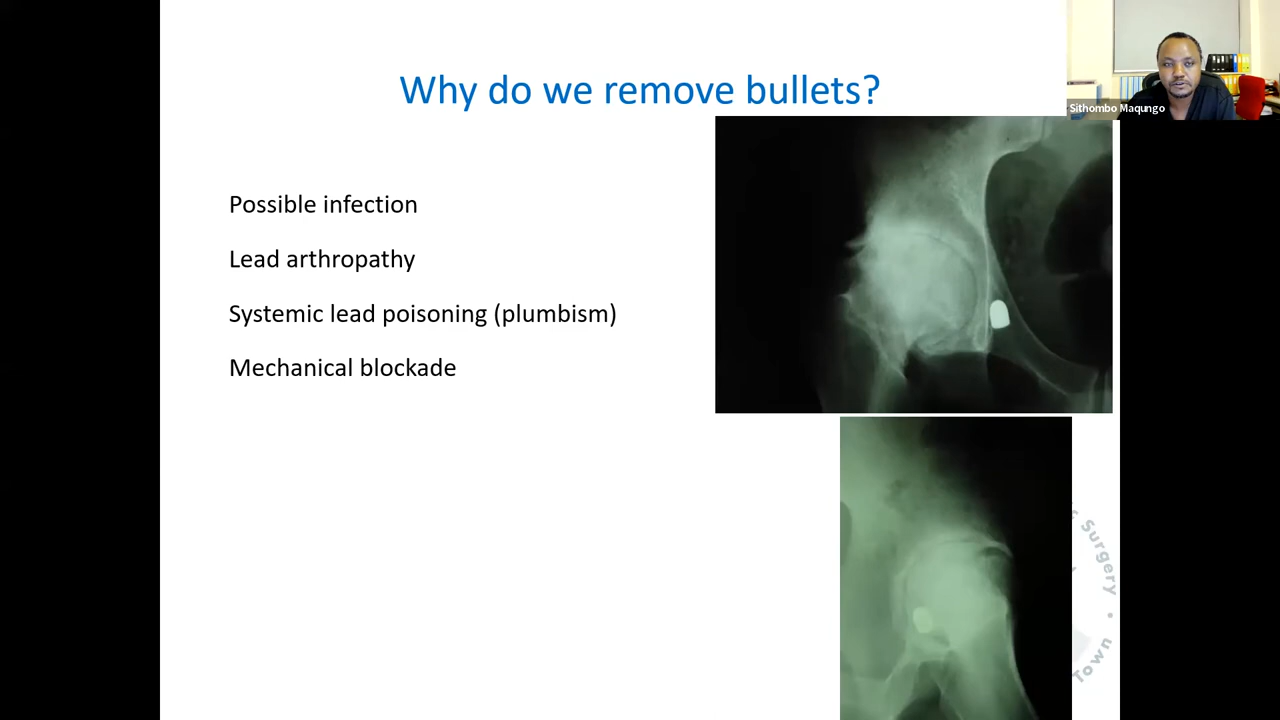 Why do we remove bullets?
Sithombo Maqungo
Possible infection
Lead arthropathy
Systemic lead poisoning (plumbism)
Mechanical blockade
Surgery
Town